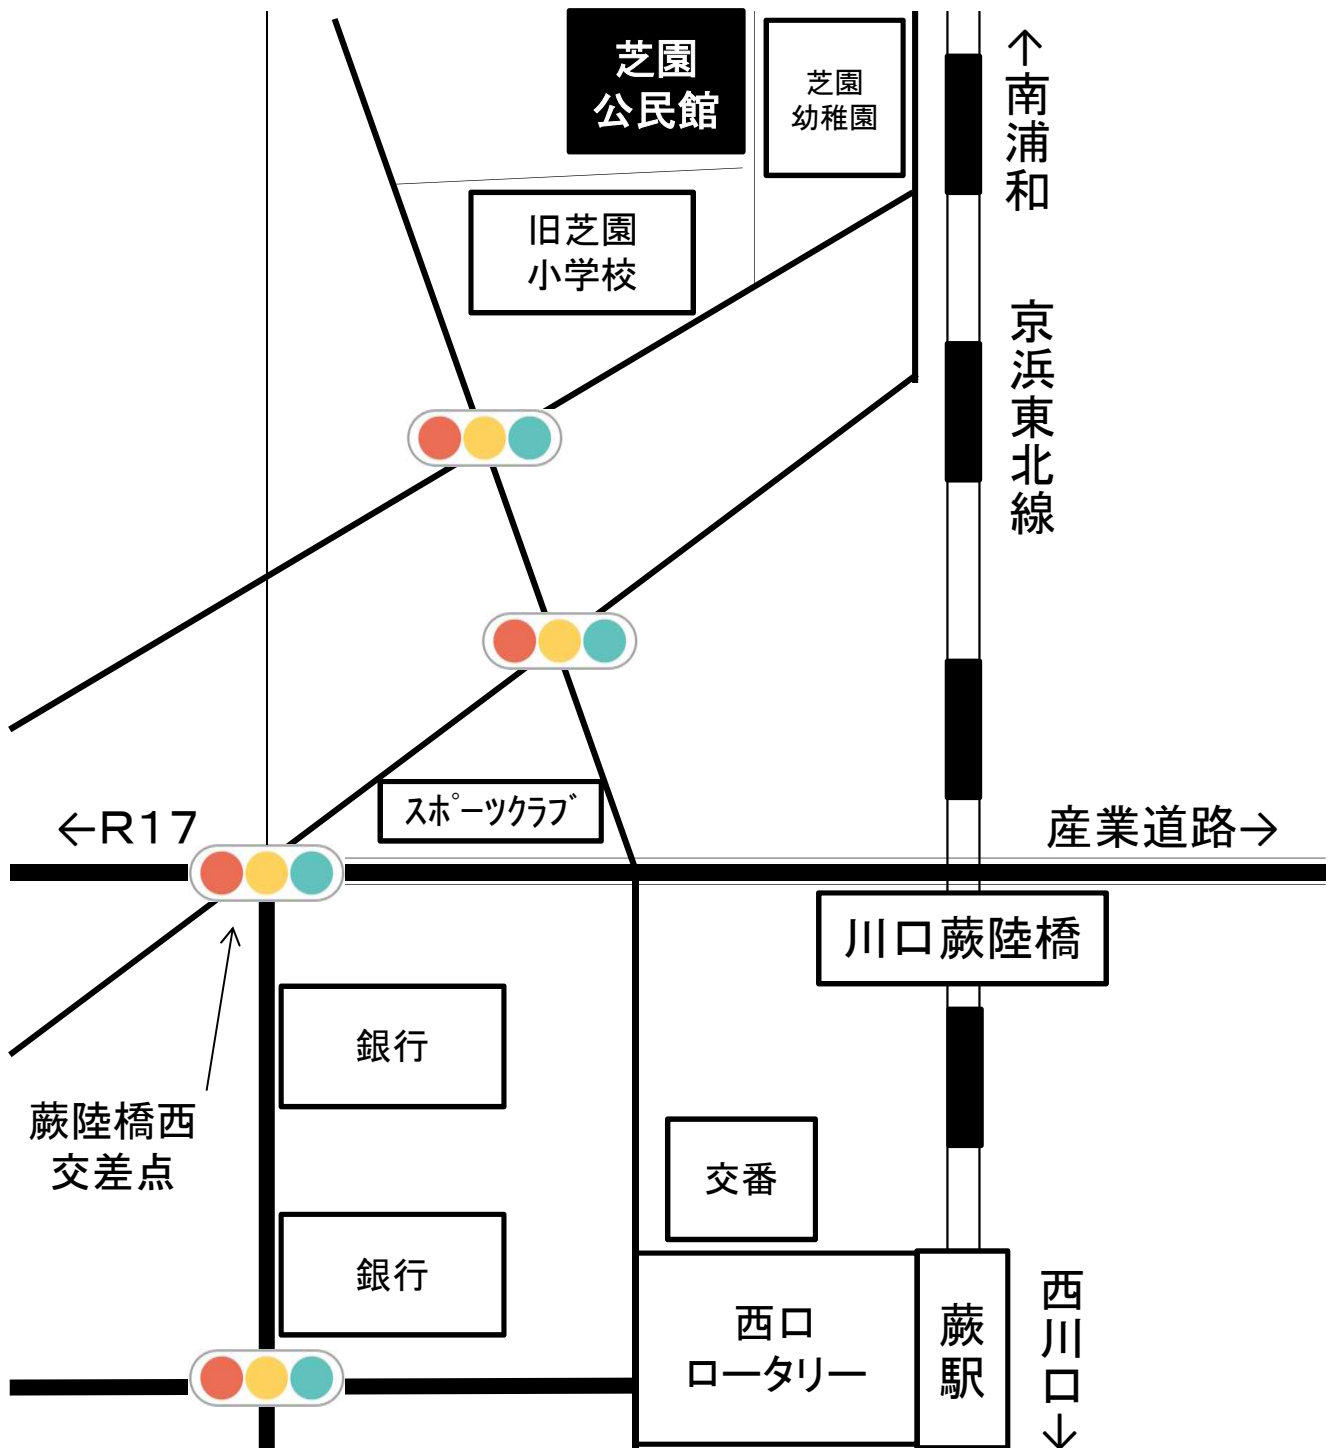 芝園
公民館
芝園
幼稚園
↑南浦和
旧芝園
小学校
京浜東北線
スポーツクラブ
←R17
産業道路→
川口蕨陸橋
銀行
蕨陸橋西
交差点
交番
銀行
西口
ロータリー
蕨駅
西川口↓